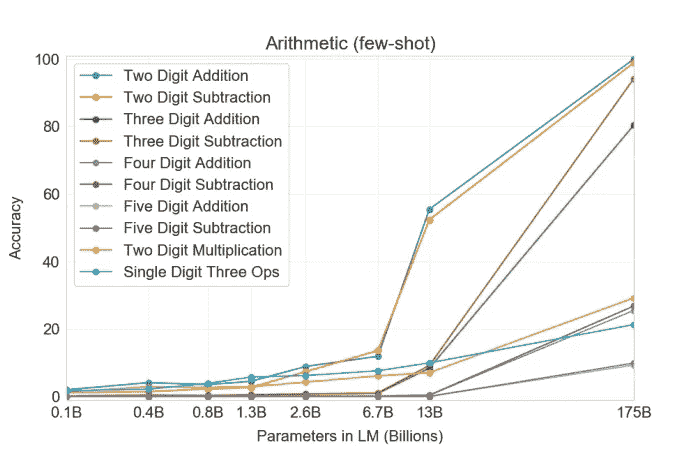 Arithmetic (few-shot)
100
80
60
40
20
0
Accuracy
Two Digit Addition
Two Digit Subtraction
Three Digit Addition
Three Digit Subtraction
Four Digit Addition
Four Digit Subtraction
Five Digit Addition
Five Digit Subtraction
Two Digit Multiplication
Single Digit Three Ops
0.1B 0.4B 0.8B 1.3B 2.6B 6.7B 13B 175B
Parameters in LM (Billions)